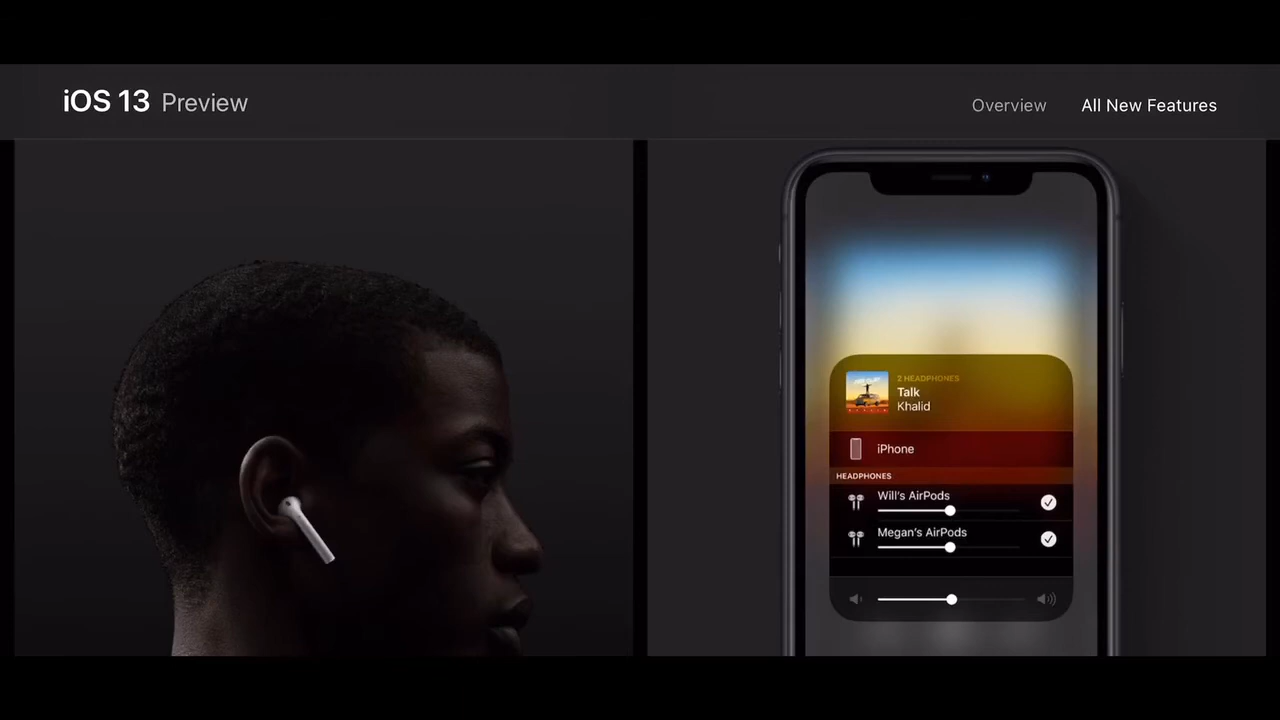 iOS 13 Preview
Overview
All New Features
2 HEADPHONES
Talk
Khalid
iPhone
HEADPHONES
Will's AirPods
Megan's AirPods